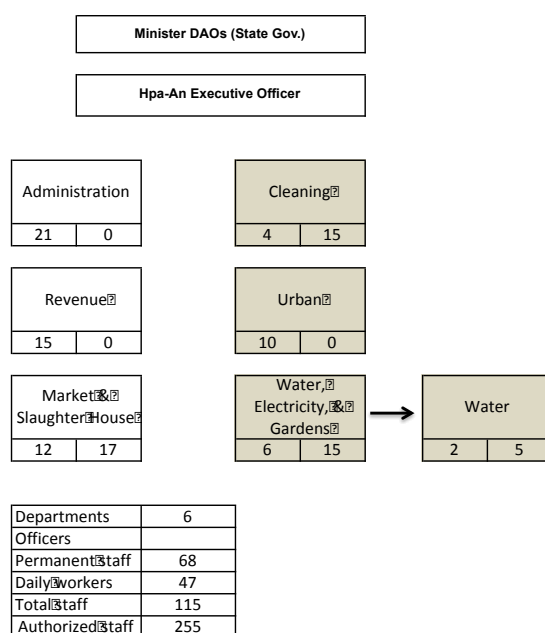 Minister DAOs (State Gov.)
Hpa-An Executive Officer
Administration
21 0
Cleaning
4 15
Revenue
15 0
Urban
10 0
Market &
Slaughter House
12 17
Water,
Electricity, &
Gardens
6 15
Water
2 5
Departments 6
Officers
Permanent staff 68
Daily workers 47
Total staff 115
Authorized staff 255